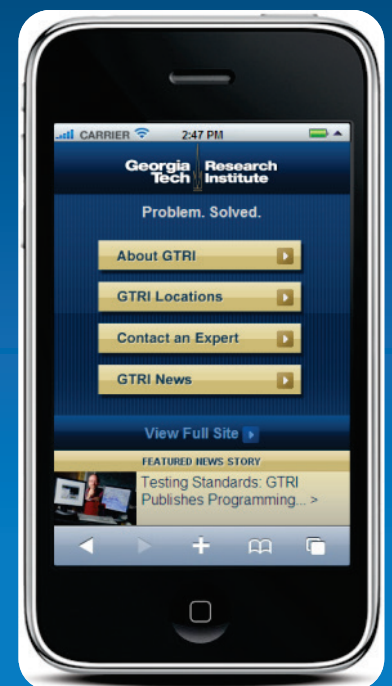 CARRIER 2:47 PM
Georgia Research
Tech Institute
Problem. Solved.
About GTRI
GTRI Locations
Contact an Expert
GTRI News
View Full Site
FEATURED NEWS STORY
Testing Standards: GTRI
Publishes Programming... >